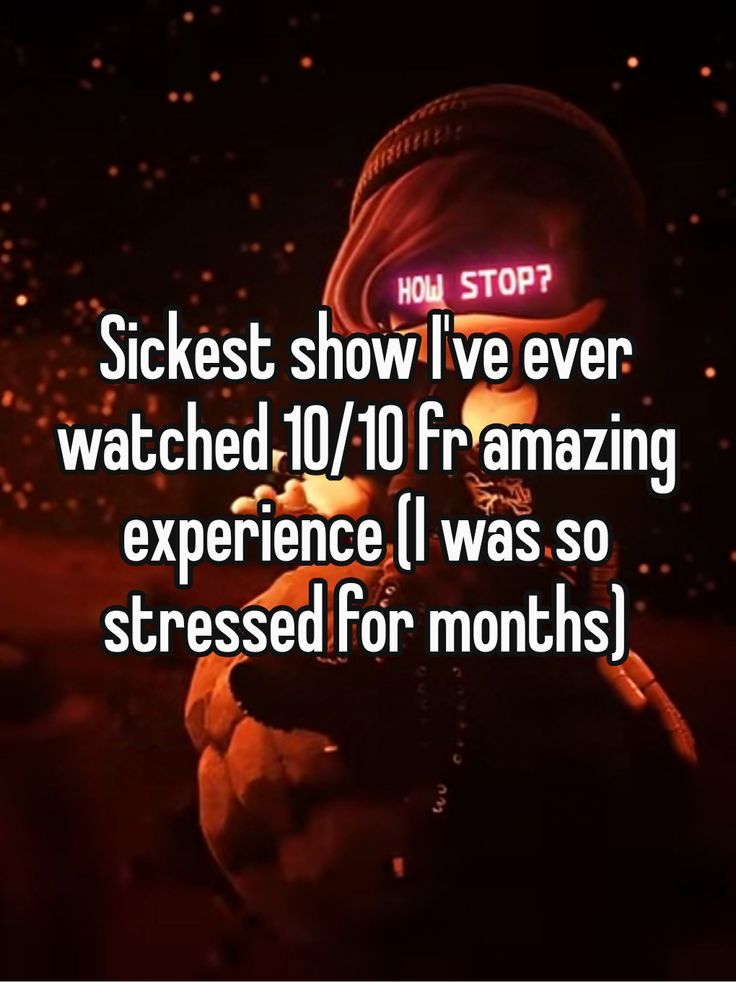 HOW STOP?
Sickest show I've ever
watched 10/10 fr amazing
experience (I was so
stressed for months)